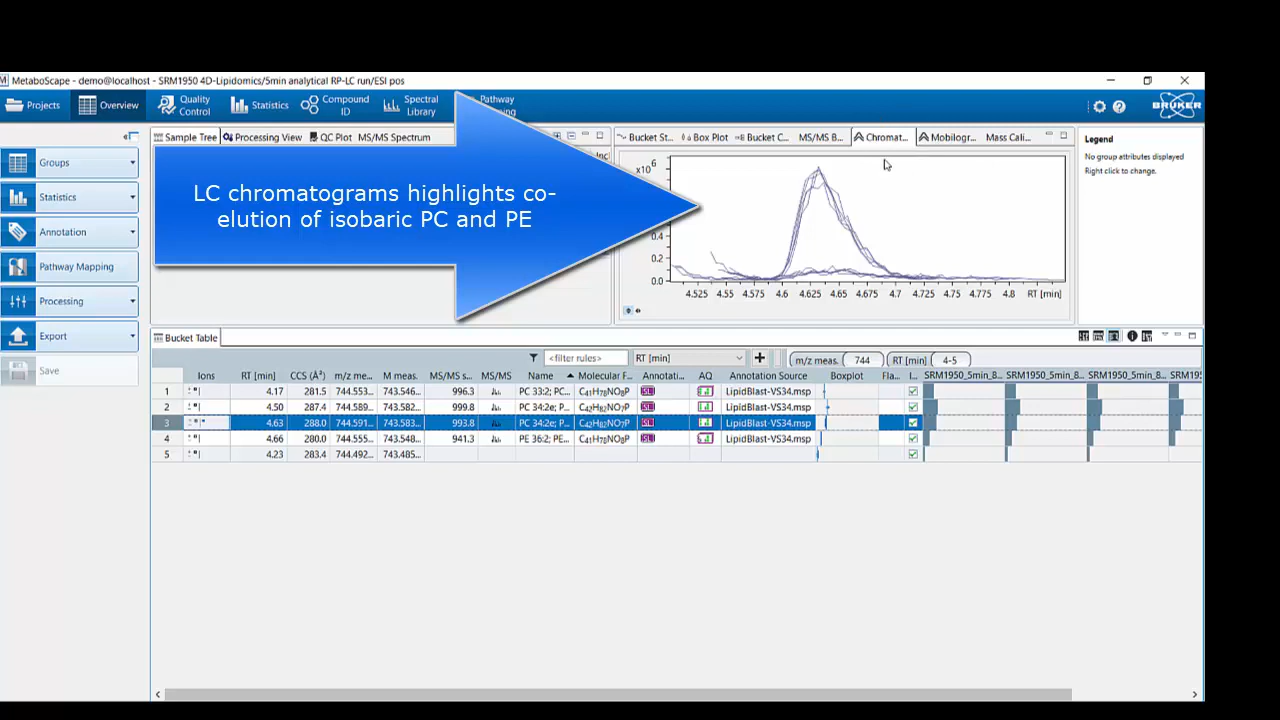 MetaboScape - demo@localhost - SRM1950 4D-Lipidomics/5min analytical RP-LC run/ESI pos
Projects Overview Quality Control Statistics Compound ID Spectral Library Pathway
BRUKER
Sample Tree Processing View QC Plot MS/MS Spectrum
Bucket St... Box Plot Bucket C... MS/MS B... Chromat... Mobilogr... Mass Cali...
Legend
No group attributes displayed
Right click to change.
Groups
Statistics
Annotation
Pathway Mapping
Processing
Export
Save
LC chromatograms highlights co-
elution of isobaric PC and PE
x10⁶
0.4
0.2
0.0
4.525 4.55 4.575 4.6 4.625 4.65 4.675 4.7 4.725 4.75 4.775 4.8 RT [min]
Bucket Table
<filter rules> RT [min] m/z meas. 744 RT [min] 4-5
Ions RT [min] CCS (Å²) m/z me... M meas. MS/MS s... MS/MS Name Molecular F... Annotati... AQ Annotation Source Boxplot Fla... I... SRM1950_5min_8... SRM1950_5min_8... SRM1950_5min_8... SRM195
1 4.17 281.5 744.553... 743.546... 996.3 PC 33:2; PC... C₄₁H₇₈NO₈P SL LipidBlast-VS34.msp
2 4.50 287.4 744.589... 743.582... 999.8 PC 34:2e; P... C₄₂H₈₂NO₇P SL LipidBlast-VS34.msp
3 4.63 288.0 744.591... 743.583... 993.8 PC 34:2e; P... C₄₂H₈₂NO₇P SL LipidBlast-VS34.msp
4 4.66 280.0 744.555... 743.548... 941.3 PE 36:2; PE... C₄₁H₇₈NO₈P SL LipidBlast-VS34.msp
5 4.23 283.4 744.492... 743.485...